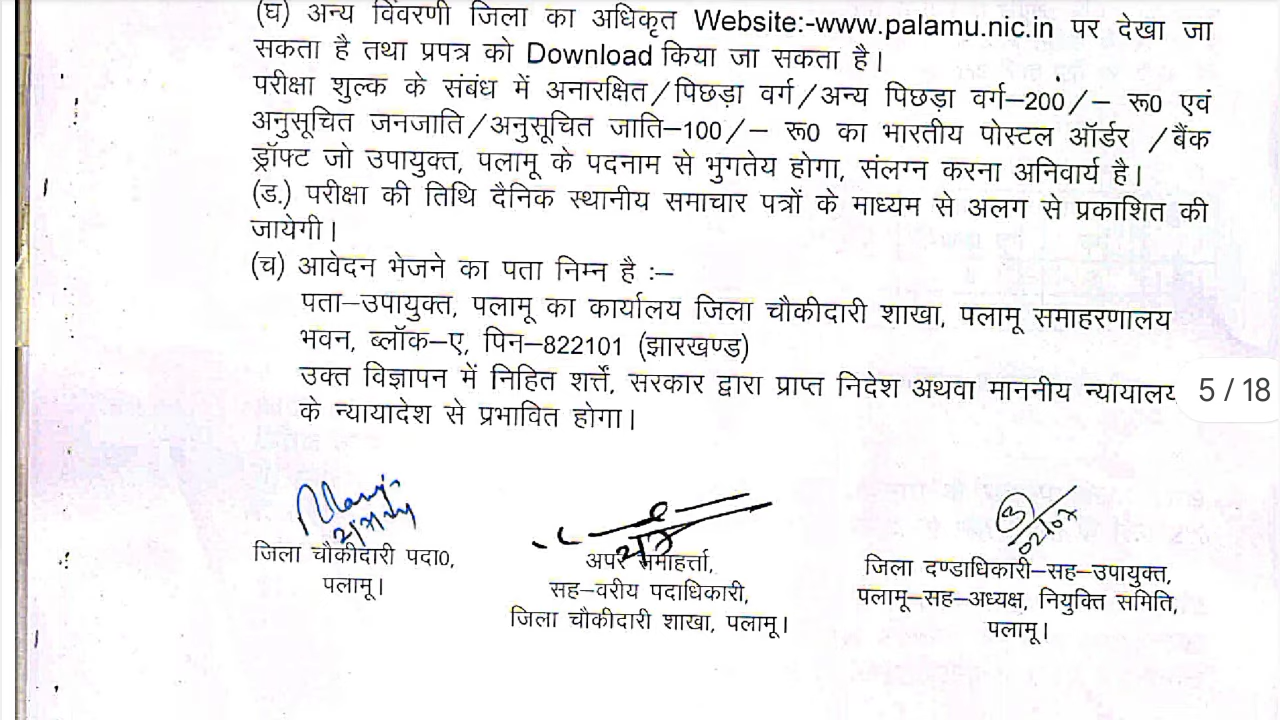 (घ) अन्य विवरणी जिला का अधिकृत Website:-www.palamu.nic.in पर देखा जा
सकता है तथा प्रपत्र को Download किया जा सकता है।
परीक्षा शुल्क के संबंध में अनारक्षित/पिछड़ा वर्ग/अन्य पिछड़ा वर्ग–200/– रू0 एवं
अनुसूचित जनजाति/अनुसूचित जाति–100/– रू0 का भारतीय पोस्टल ऑर्डर /बैंक
ड्रॉफ्ट जो उपायुक्त, पलामू के पदनाम से भुगतेय होगा, संलग्न करना अनिवार्य है।
(ड.) परीक्षा की तिथि दैनिक स्थानीय समाचार पत्रों के माध्यम से अलग से प्रकाशित की
जायेगी।
(च) आवेदन भेजने का पता निम्न है :–
पता–उपायुक्त, पलामू का कार्यालय जिला चौकीदारी शाखा, पलामू समाहरणालय
भवन, ब्लॉक–ए, पिन–822101 (झारखण्ड)
उक्त विज्ञापन में निहित शर्त्तें, सरकार द्वारा प्राप्त निदेश अथवा माननीय न्यायालय
5 / 18
के न्यायादेश से प्रभावित होगा।
जिला चौकीदारी पदा0,
पलामू।
अपर समाहर्त्ता,
सह–वरीय पदाधिकारी,
जिला चौकीदारी शाखा, पलामू।
जिला दण्डाधिकारी–सह–उपायुक्त,
पलामू–सह–अध्यक्ष, नियुक्ति समिति,
पलामू।